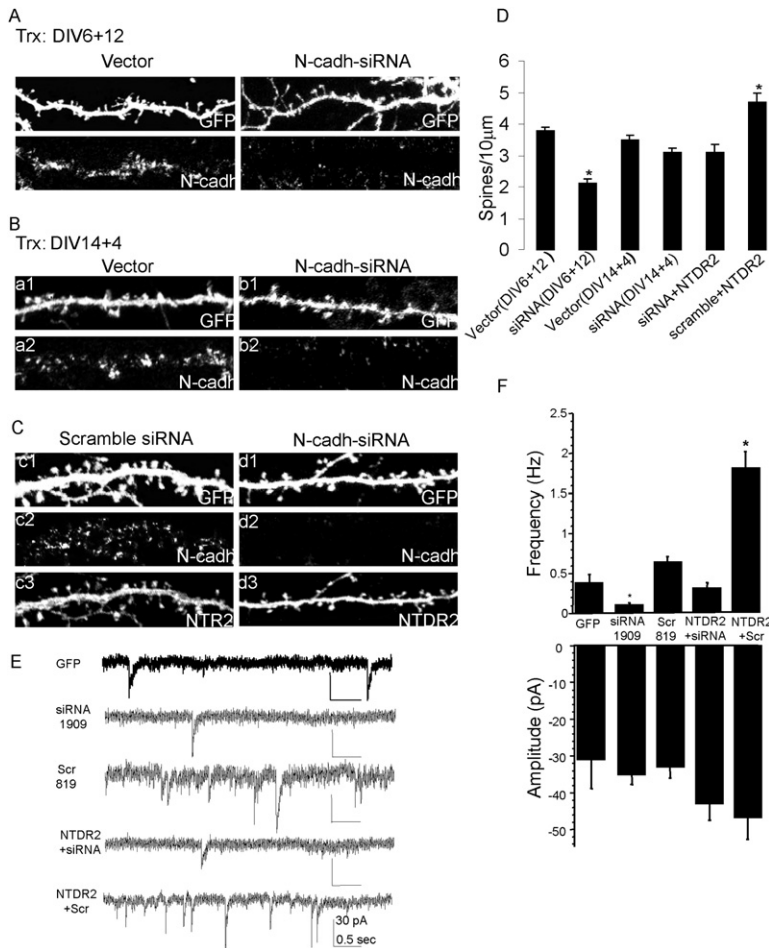 A
Trx: DIV6+12
Vector
N-cadh-siRNA
GFP
GFP
N-cadh
N-cadh
B
Trx: DIV14+4
Vector
N-cadh-siRNA
a1
GFP
b1
GFP
a2
N-cadh
b2
N-cadh
C
Scramble siRNA
N-cadh-siRNA
c1
GFP
d1
GFP
c2
N-cadh
d2
N-cadh
c3
NTR2
d3
NTDR2
D
Spines/10μm
6
5
4
3
2
1
0
*
*
Vector(DIV6+12)
siRNA(DIV6+12)
Vector(DIV14+4)
siRNA(DIV14+4)
siRNA+NTDR2
scramble+NTDR2
E
GFP
siRNA
1909
Scr
819
NTDR2
+siRNA
NTDR2
+Scr
30 pA
0.5 sec
F
Frequency (Hz)
2.5
2
1.5
1
0.5
0
*
*
GFP
siRNA
1909
Scr
819
NTDR2
+siRNA
NTDR2
+Scr
Amplitude (pA)
0
-10
-20
-30
-40
-50